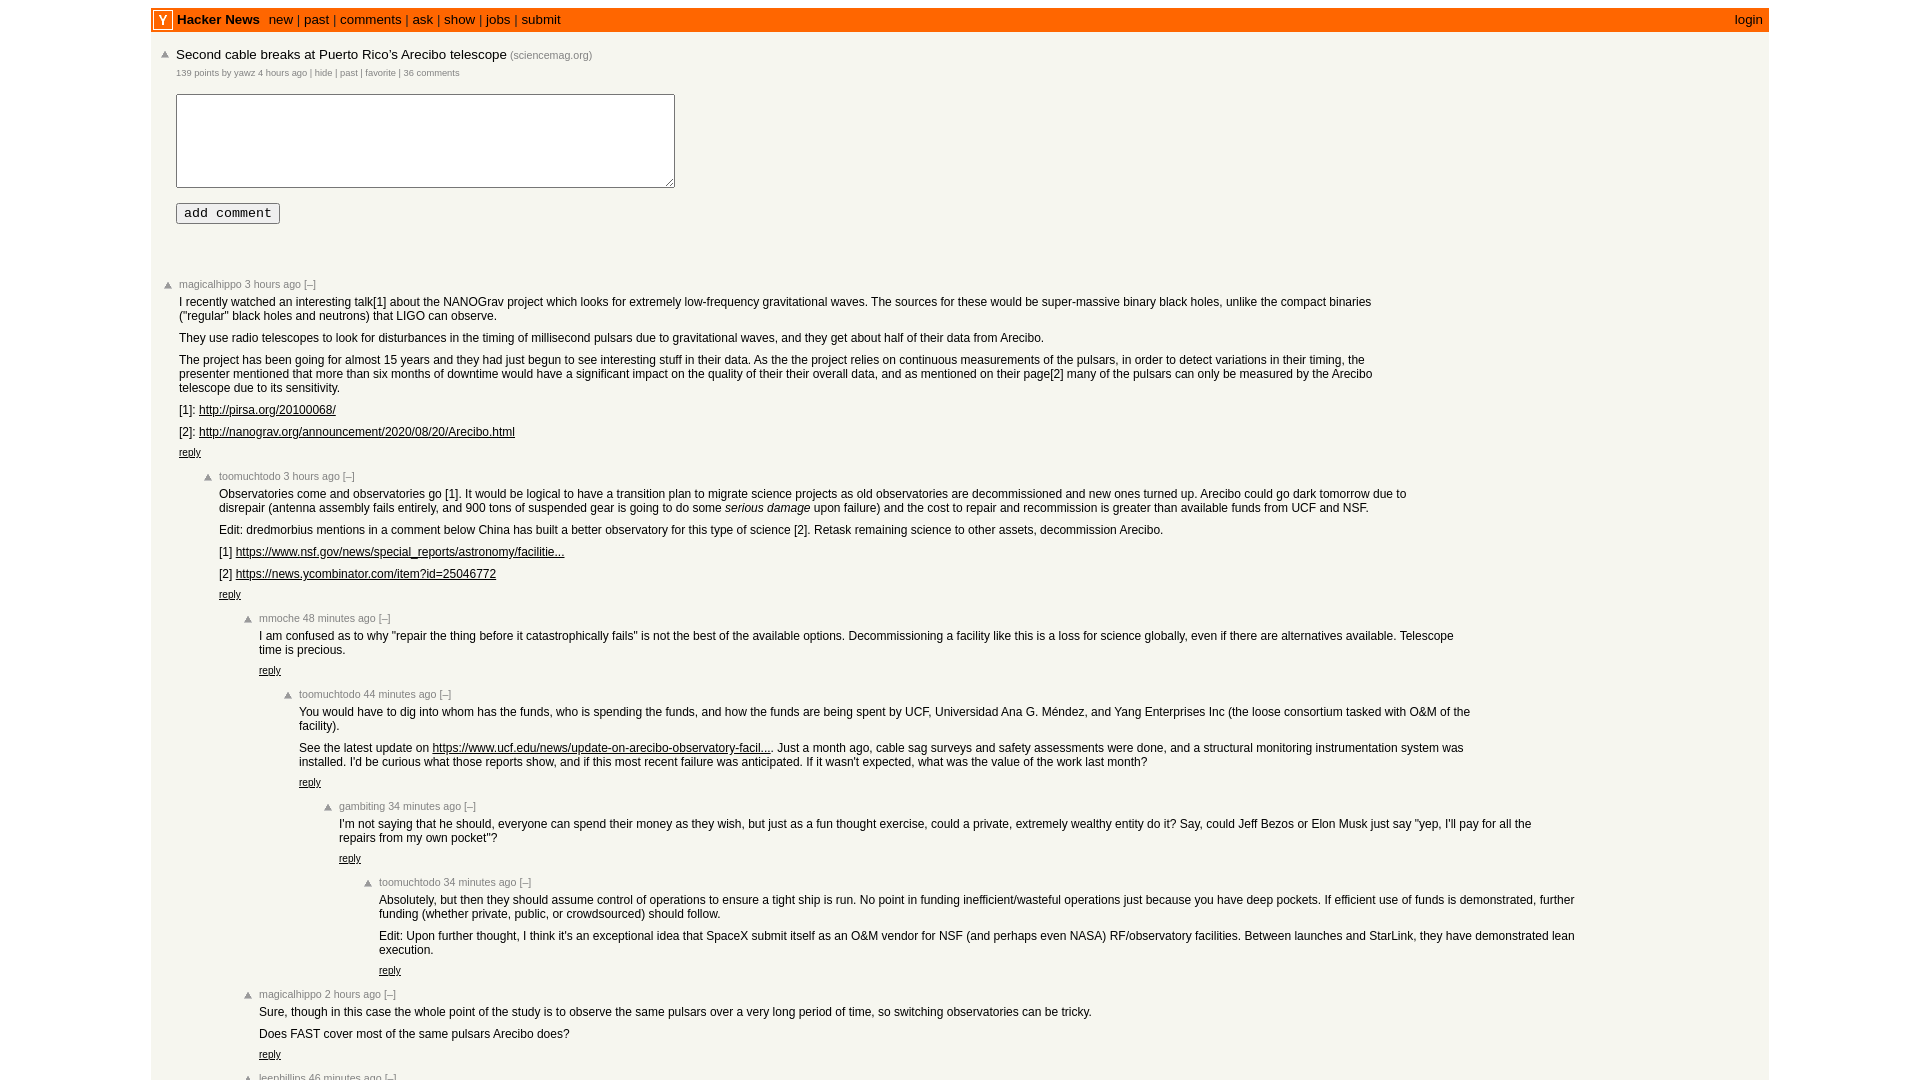 Y Hacker News new | past | comments | ask | show | jobs | submit login
Second cable breaks at Puerto Rico’s Arecibo telescope (sciencemag.org)
139 points by yawz 4 hours ago | hide | past | favorite | 36 comments
add comment
magicalhippo 3 hours ago [–]
I recently watched an interesting talk[1] about the NANOGrav project which looks for extremely low-frequency gravitational waves. The sources for these would be super-massive binary black holes, unlike the compact binaries
("regular" black holes and neutrons) that LIGO can observe.
They use radio telescopes to look for disturbances in the timing of millisecond pulsars due to gravitational waves, and they get about half of their data from Arecibo.
The project has been going for almost 15 years and they had just begun to see interesting stuff in their data. As the the project relies on continuous measurements of the pulsars, in order to detect variations in their timing, the
presenter mentioned that more than six months of downtime would have a significant impact on the quality of their their overall data, and as mentioned on their page[2] many of the pulsars can only be measured by the Arecibo
telescope due to its sensitivity.
[1]: http://pirsa.org/20100068/
[2]: http://nanograv.org/announcement/2020/08/20/Arecibo.html
reply
toomuchtodo 3 hours ago [–]
Observatories come and observatories go [1]. It would be logical to have a transition plan to migrate science projects as old observatories are decommissioned and new ones turned up. Arecibo could go dark tomorrow due to
disrepair (antenna assembly fails entirely, and 900 tons of suspended gear is going to do some serious damage upon failure) and the cost to repair and recommission is greater than available funds from UCF and NSF.
Edit: dredmorbius mentions in a comment below China has built a better observatory for this type of science [2]. Retask remaining science to other assets, decommission Arecibo.
[1] https://www.nsf.gov/news/special_reports/astronomy/facilitie...
[2] https://news.ycombinator.com/item?id=25046772
reply
mmoche 48 minutes ago [–]
I am confused as to why "repair the thing before it catastrophically fails" is not the best of the available options. Decommissioning a facility like this is a loss for science globally, even if there are alternatives available. Telescope
time is precious.
reply
toomuchtodo 44 minutes ago [–]
You would have to dig into whom has the funds, who is spending the funds, and how the funds are being spent by UCF, Universidad Ana G. Méndez, and Yang Enterprises Inc (the loose consortium tasked with O&M of the
facility).
See the latest update on https://www.ucf.edu/news/update-on-arecibo-observatory-facil.... Just a month ago, cable sag surveys and safety assessments were done, and a structural monitoring instrumentation system was
installed. I'd be curious what those reports show, and if this most recent failure was anticipated. If it wasn't expected, what was the value of the work last month?
reply
gambiting 34 minutes ago [–]
I'm not saying that he should, everyone can spend their money as they wish, but just as a fun thought exercise, could a private, extremely wealthy entity do it? Say, could Jeff Bezos or Elon Musk just say "yep, I'll pay for all the
repairs from my own pocket"?
reply
toomuchtodo 34 minutes ago [–]
Absolutely, but then they should assume control of operations to ensure a tight ship is run. No point in funding inefficient/wasteful operations just because you have deep pockets. If efficient use of funds is demonstrated, further
funding (whether private, public, or crowdsourced) should follow.
Edit: Upon further thought, I think it's an exceptional idea that SpaceX submit itself as an O&M vendor for NSF (and perhaps even NASA) RF/observatory facilities. Between launches and StarLink, they have demonstrated lean
execution.
reply
magicalhippo 2 hours ago [–]
Sure, though in this case the whole point of the study is to observe the same pulsars over a very long period of time, so switching observatories can be tricky.
Does FAST cover most of the same pulsars Arecibo does?
reply
leephillips 46 minutes ago [–]